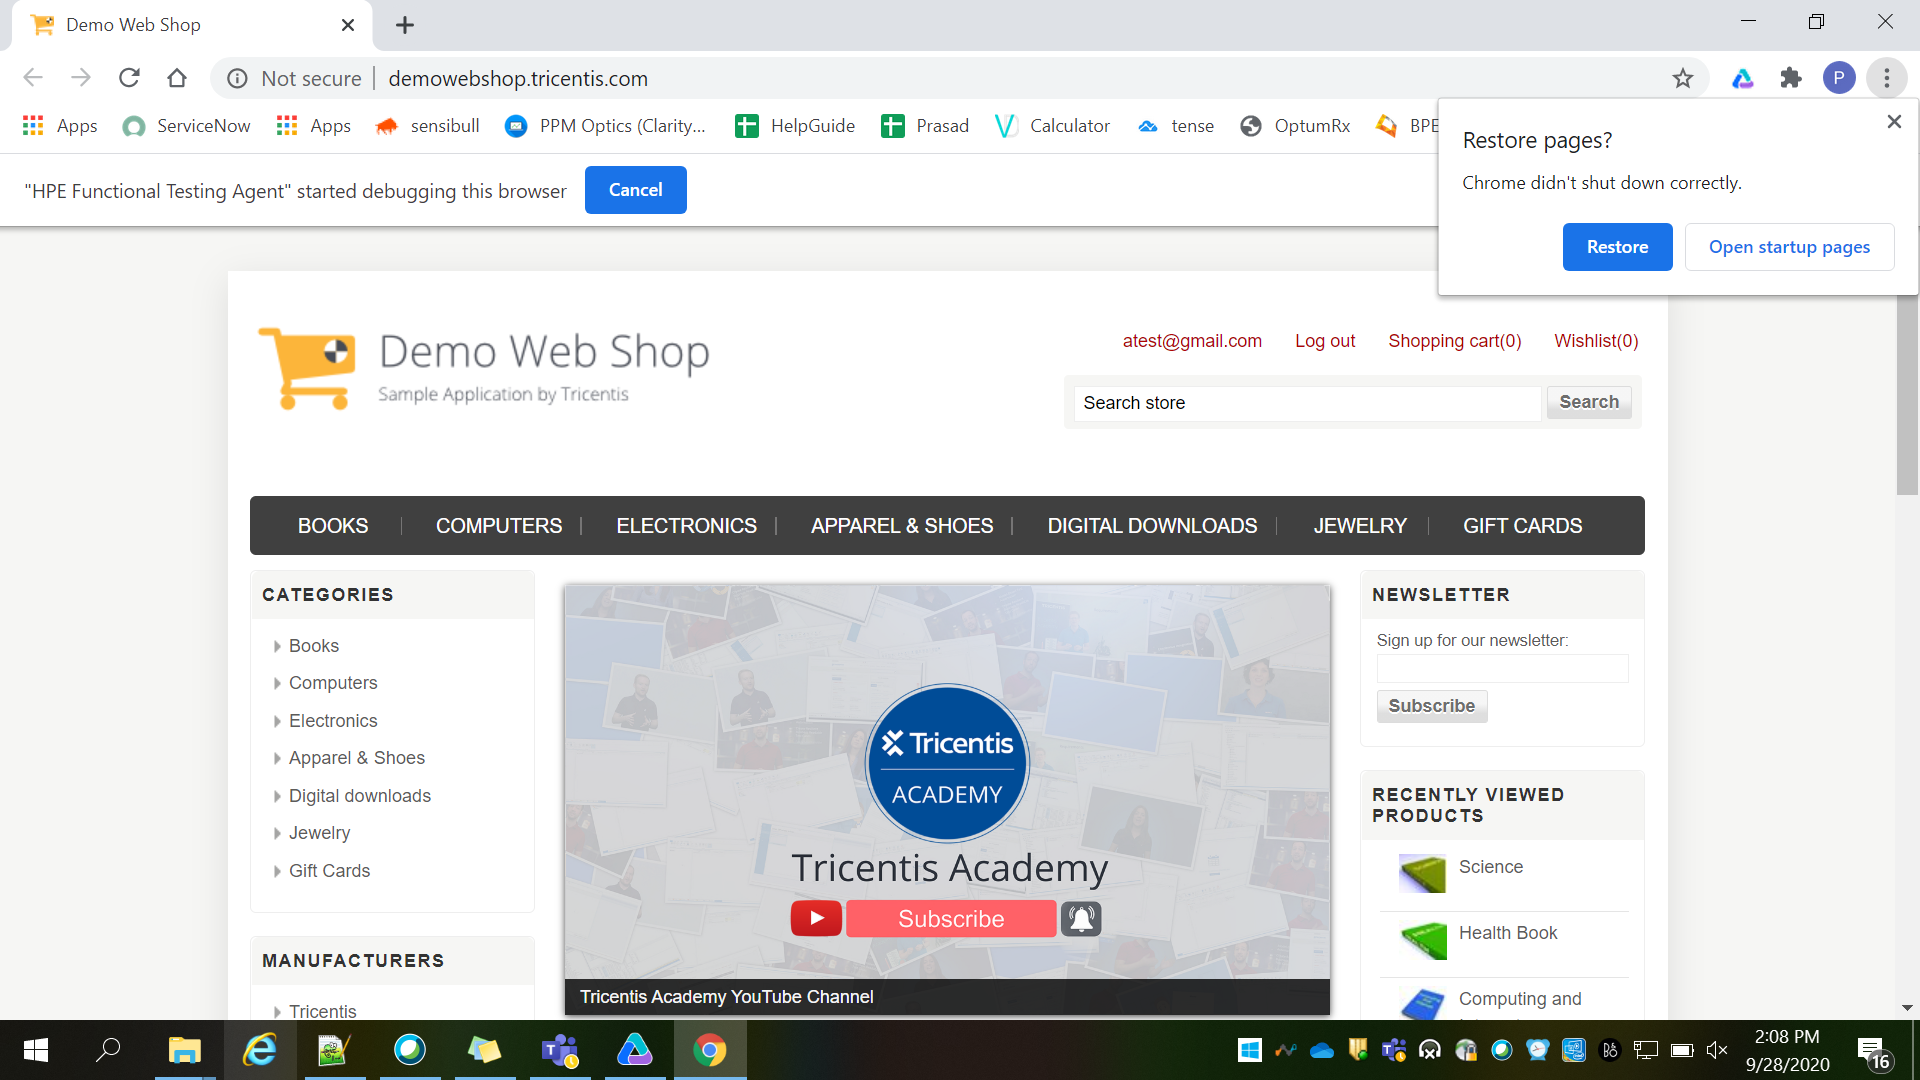 Demo Web Shop
Not secure demowebshop.tricentis.com
P
Apps ServiceNow Apps sensibull PPM Optics (Clarity... HelpGuide Prasad Calculator tense OptumRx BPE
"HPE Functional Testing Agent" started debugging this browser Cancel
Restore pages?
Chrome didn't shut down correctly.
Restore Open startup pages
Demo Web Shop
Sample Application by Tricentis
atest@gmail.com Log out Shopping cart(0) Wishlist(0)
Search store Search
BOOKS COMPUTERS ELECTRONICS APPAREL & SHOES DIGITAL DOWNLOADS JEWELRY GIFT CARDS
CATEGORIES
Books
Computers
Electronics
Apparel & Shoes
Digital downloads
Jewelry
Gift Cards
MANUFACTURERS
Tricentis
Tricentis
ACADEMY
Tricentis Academy
Subscribe
Tricentis Academy YouTube Channel
NEWSLETTER
Sign up for our newsletter:
Subscribe
RECENTLY VIEWED
PRODUCTS
Science
Health Book
Computing and
2:08 PM
9/28/2020
16